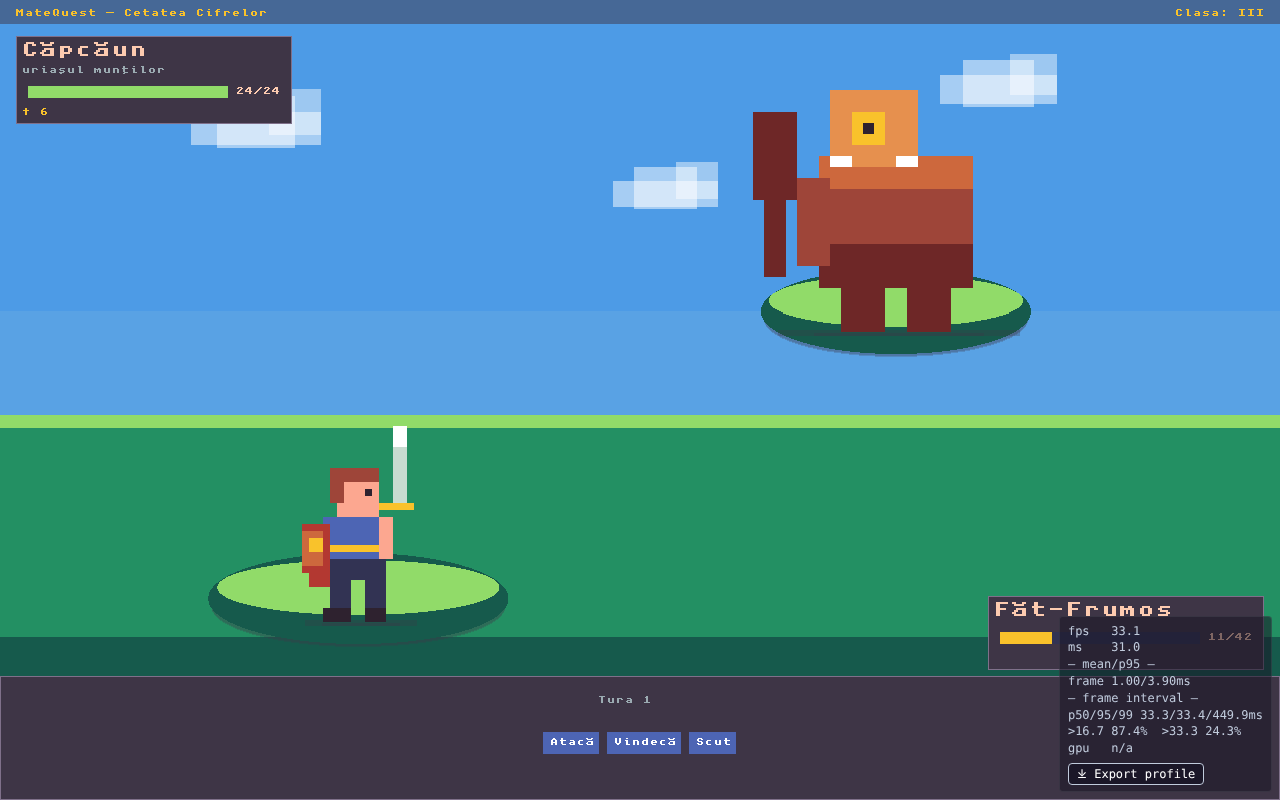 MateQuest — Cetatea Cifrelor
Clasa: III
Căpcăun
uriașul munților
24/24
† 6
Făt-Frumos
11/42
fps 33.1
ms 31.0
— mean/p95 —
frame 1.00/3.90ms
— frame interval —
p50/95/99 33.3/33.4/449.9ms
>16.7 87.4% >33.3 24.3%
gpu n/a
Export profile
Tura 1
Atacă Vindecă Scut